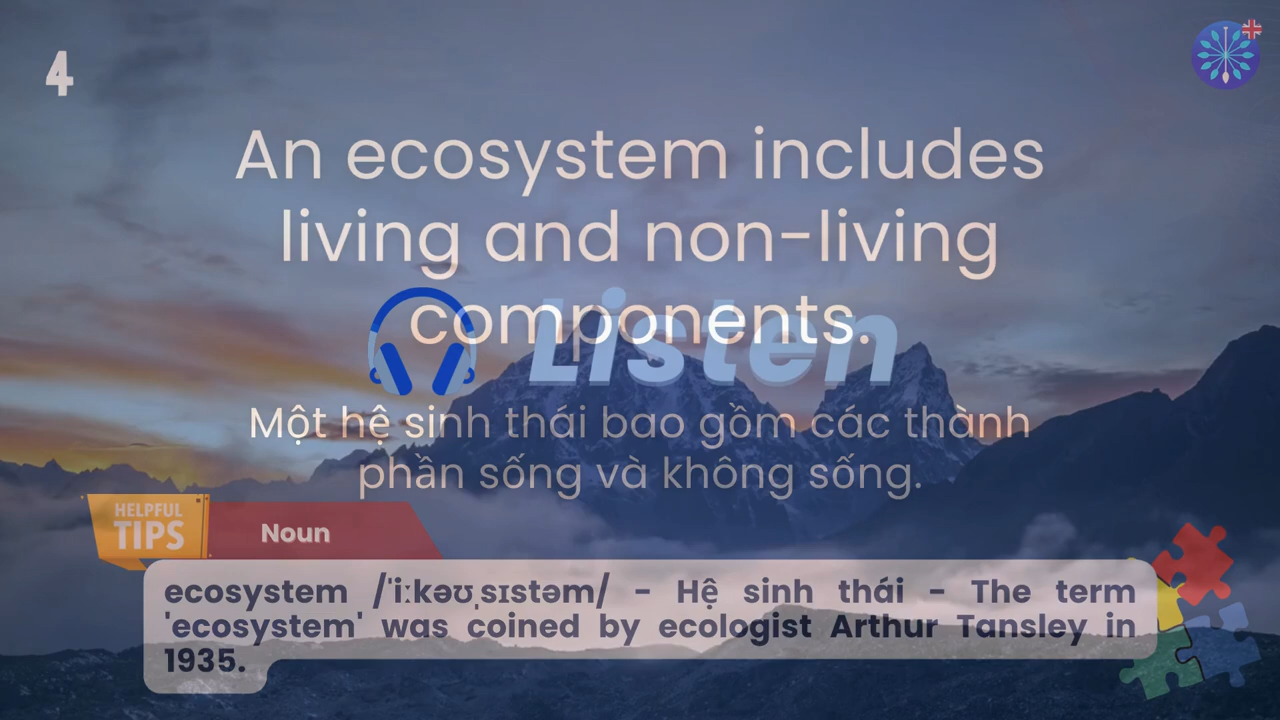 4
An ecosystem includes
living and non-living
components.
Listen
Một hệ sinh thái bao gồm các thành
phần sống và không sống.
HELPFUL
TIPS
Noun
ecosystem /ˈiːkəʊˌsɪstəm/ - Hệ sinh thái - The term
'ecosystem' was coined by ecologist Arthur Tansley in
1935.